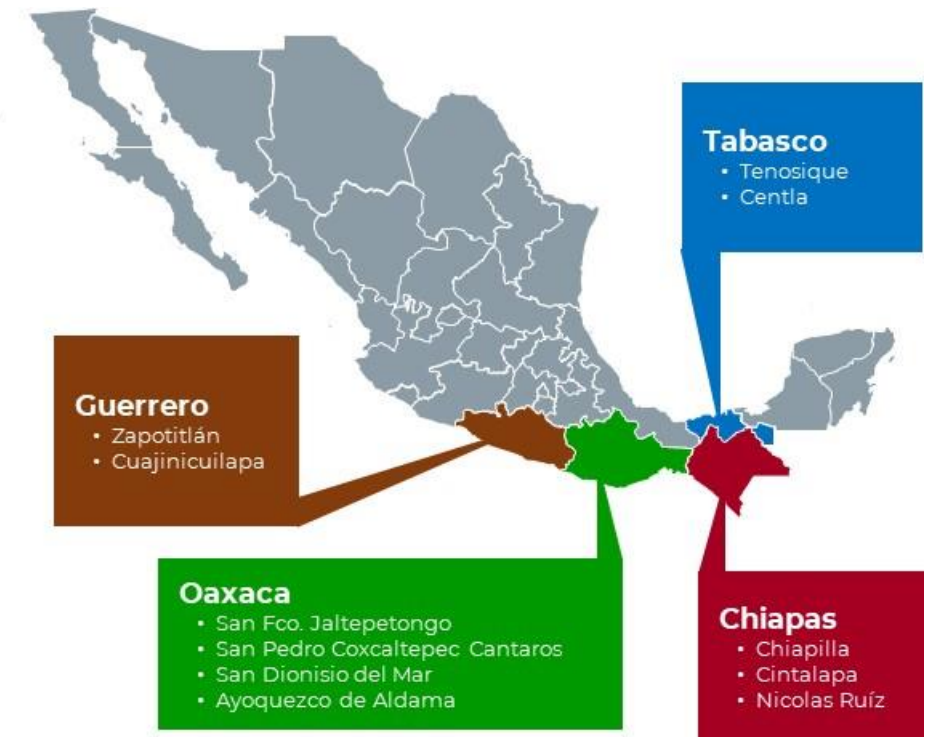 Tabasco
• Tenosique
• Centla
Guerrero
• Zapotitlán
• Cuajinicuilapa
Oaxaca
• San Fco. Jaltepetongo
• San Pedro Coxcaltepec Cantaros
• San Dionisio del Mar
• Ayoquezco de Aldama
Chiapas
• Chiapilla
• Cintalapa
• Nicolas Ruíz